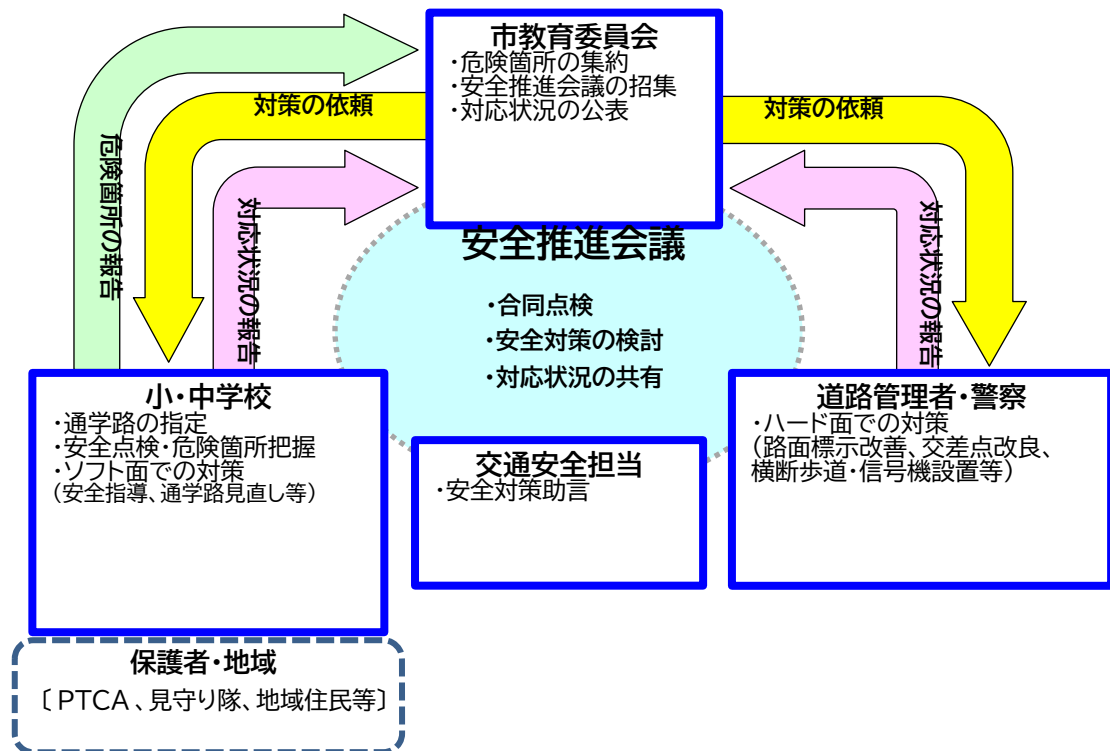 市教育委員会
・危険箇所の集約
・安全推進会議の招集
・対応状況の公表
対策の依頼
対策の依頼
危険箇所の報告
対応状況の報告
対応状況の報告
安全推進会議
・合同点検
・安全対策の検討
・対応状況の共有
小・中学校
・通学路の指定
・安全点検・危険箇所把握
・ソフト面での対策
（安全指導、通学路見直し等）
交通安全担当
・安全対策助言
道路管理者・警察
・ハード面での対策
（路面標示改善、交差点改良、
横断歩道・信号機設置等）
保護者・地域
〔PTCA、見守り隊、地域住民等〕